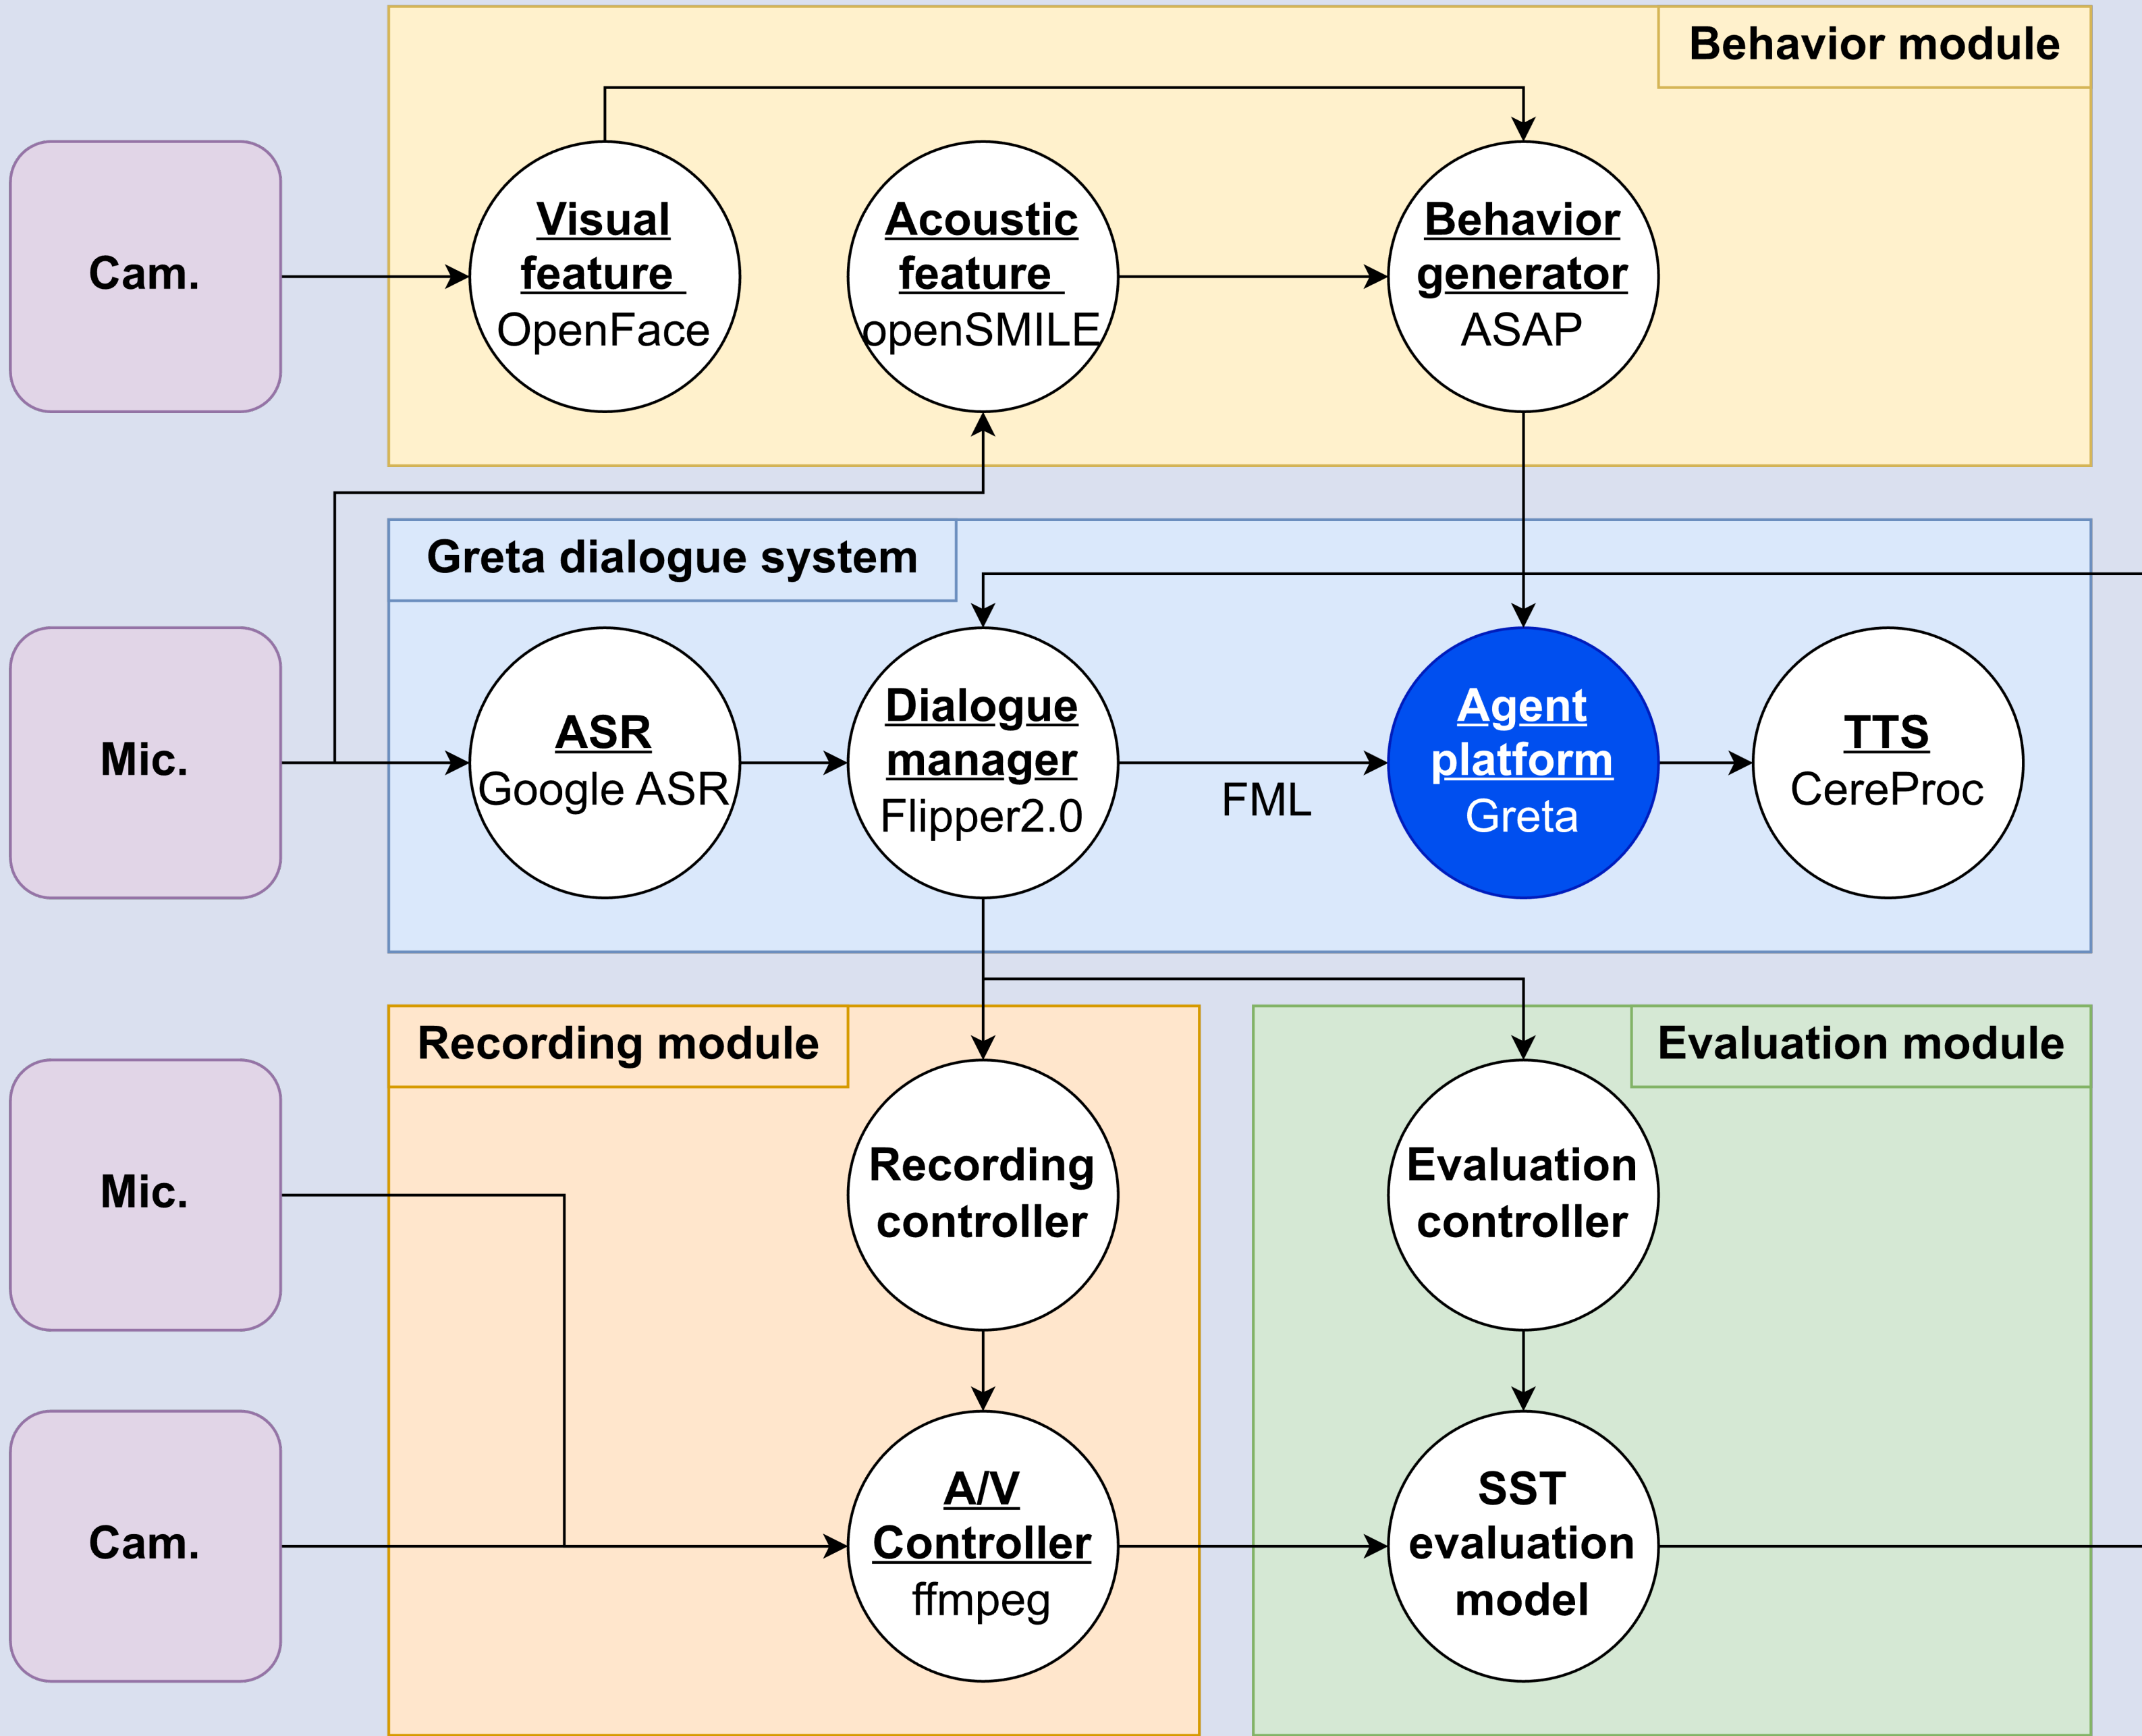 Behavior module
Cam.
Visual
feature
OpenFace
Acoustic
feature
openSMILE
Behavior
generator
ASAP
Greta dialogue system
Mic.
ASR
Google ASR
Dialogue
manager
Flipper2.0
FML
Agent
platform
Greta
TTS
CereProc
Recording module
Evaluation module
Mic.
Recording
controller
Evaluation
controller
Cam.
A/V
Controller
ffmpeg
SST
evaluation
model